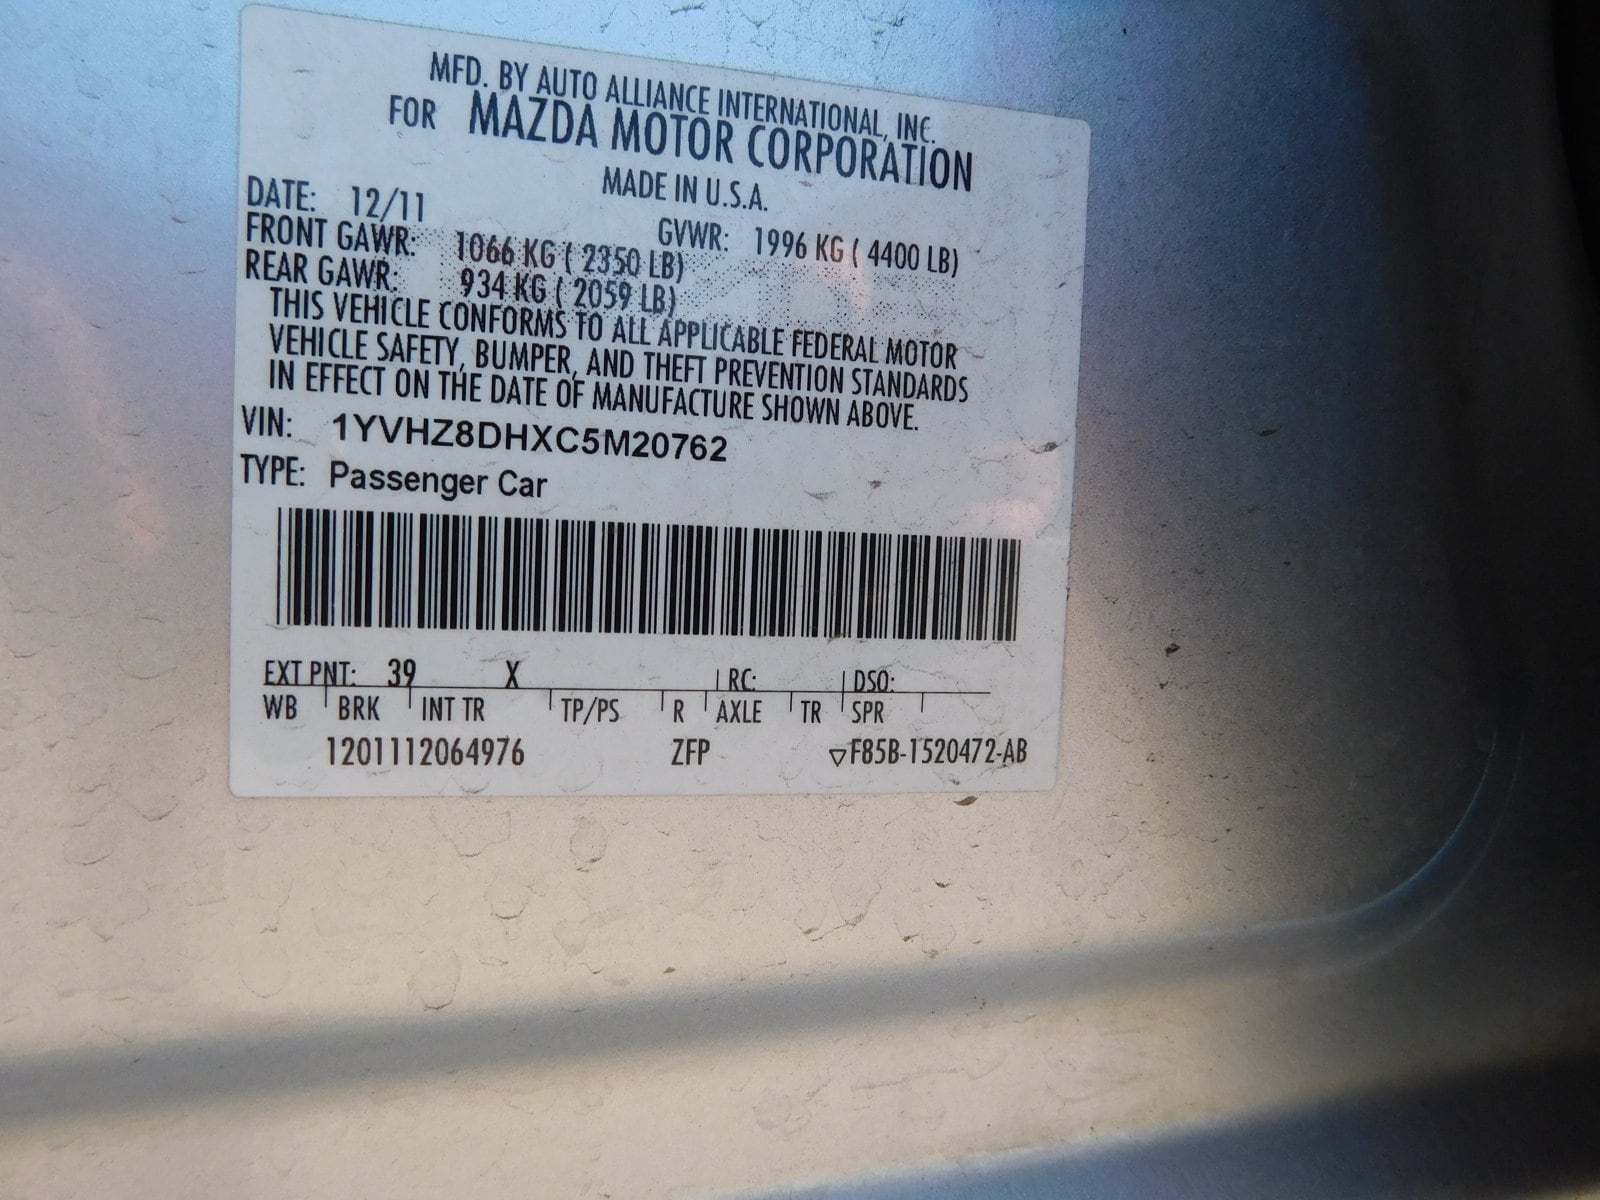 MFD. BY AUTO ALLIANCE INTERNATIONAL, INC.
FOR MAZDA MOTOR CORPORATION
MADE IN U.S.A.
DATE: 12/11 GVWR: 1996 KG ( 4400 LB)
FRONT GAWR: 1066 KG ( 2350 LB)
REAR GAWR: 934 KG ( 2059 LB)
THIS VEHICLE CONFORMS TO ALL APPLICABLE FEDERAL MOTOR
VEHICLE SAFETY, BUMPER, AND THEFT PREVENTION STANDARDS
IN EFFECT ON THE DATE OF MANUFACTURE SHOWN ABOVE.
VIN: 1YVHZ8DHXC5M20762
TYPE: Passenger Car
EXT PNT: 39 X RC: DSO:
WB BRK INT TR TP/PS R AXLE TR SPR
1201112064976 ZFP ▽F85B-1520472-AB